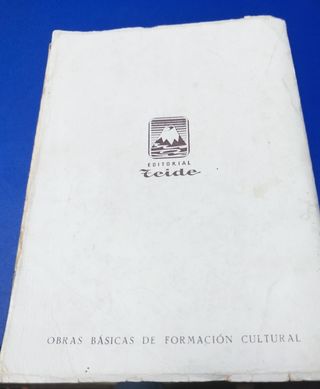 EDITORIAL
Teide
OBRAS BÁSICAS DE FORMACIÓN CULTURAL